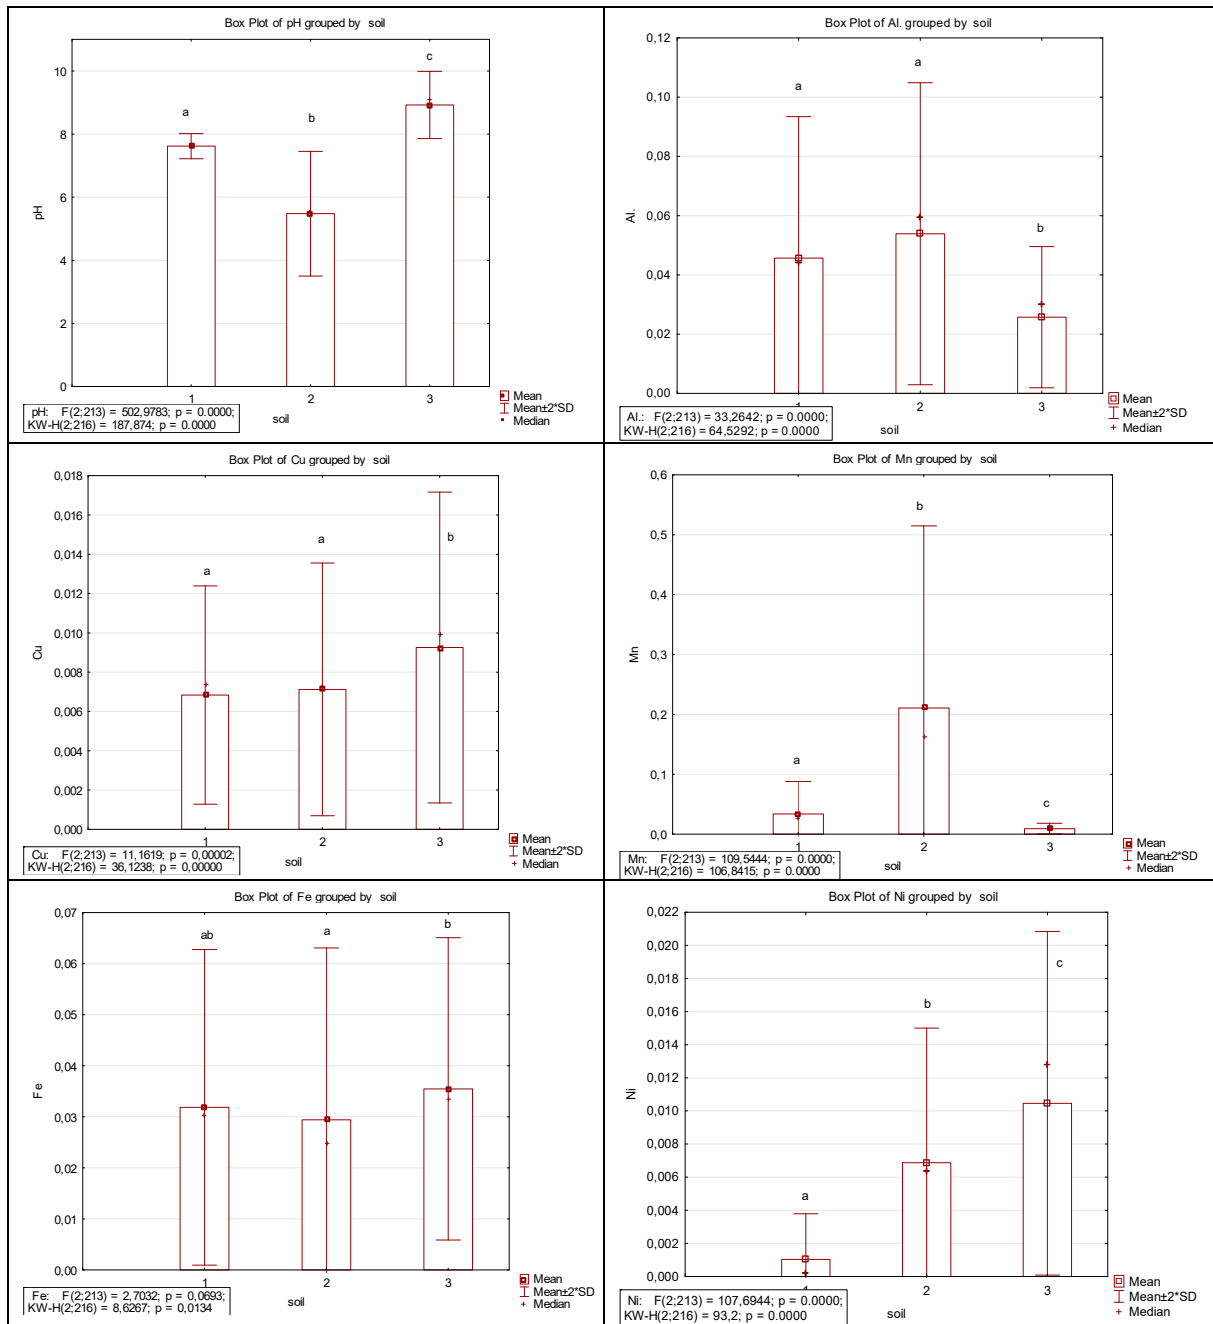 Box Plot of pH grouped by soil
10
8
6
4
2
0
pH
a
b
c
1
2
3
soil
pH: F(2;213) = 502,9783; p = 0.0000;
KW-H(2;216) = 187,874; p = 0.0000
Mean
Mean±2*SD
Median
Box Plot of Al. grouped by soil
0,12
0,10
0,08
0,06
0,04
0,02
0,00
Al.
a
a
b
1
2
3
soil
Al.: F(2;213) = 33,2642; p = 0.0000;
KW-H(2;216) = 64,5292; p = 0.0000
Mean
Mean±2*SD
Median
Box Plot of Cu grouped by soil
0,018
0,016
0,014
0,012
0,010
0,008
0,006
0,004
0,002
0,000
Cu
a
a
b
1
2
3
soil
Cu: F(2;213) = 11,1619; p = 0,00002;
KW-H(2;216) = 36,1238; p = 0,00000
Mean
Mean±2*SD
Median
Box Plot of Mn grouped by soil
0,6
0,5
0,4
0,3
0,2
0,1
0,0
Mn
a
b
c
1
2
3
soil
Mn: F(2;213) = 109,5444; p = 0.0000;
KW-H(2;216) = 106,8415; p = 0.0000
Mean
Mean±2*SD
Median
Box Plot of Fe grouped by soil
0,07
0,06
0,05
0,04
0,03
0,02
0,01
0,00
Fe
ab
a
b
1
2
3
soil
Fe: F(2;213) = 2,7032; p = 0,0693;
KW-H(2;216) = 8,6267; p = 0,0134
Mean
Mean±2*SD
Median
Box Plot of Ni grouped by soil
0,022
0,020
0,018
0,016
0,014
0,012
0,010
0,008
0,006
0,004
0,002
0,000
Ni
a
b
c
1
2
3
soil
Ni: F(2;213) = 107,6944; p = 0.0000;
KW-H(2;216) = 93,2; p = 0.0000
Mean
Mean±2*SD
Median